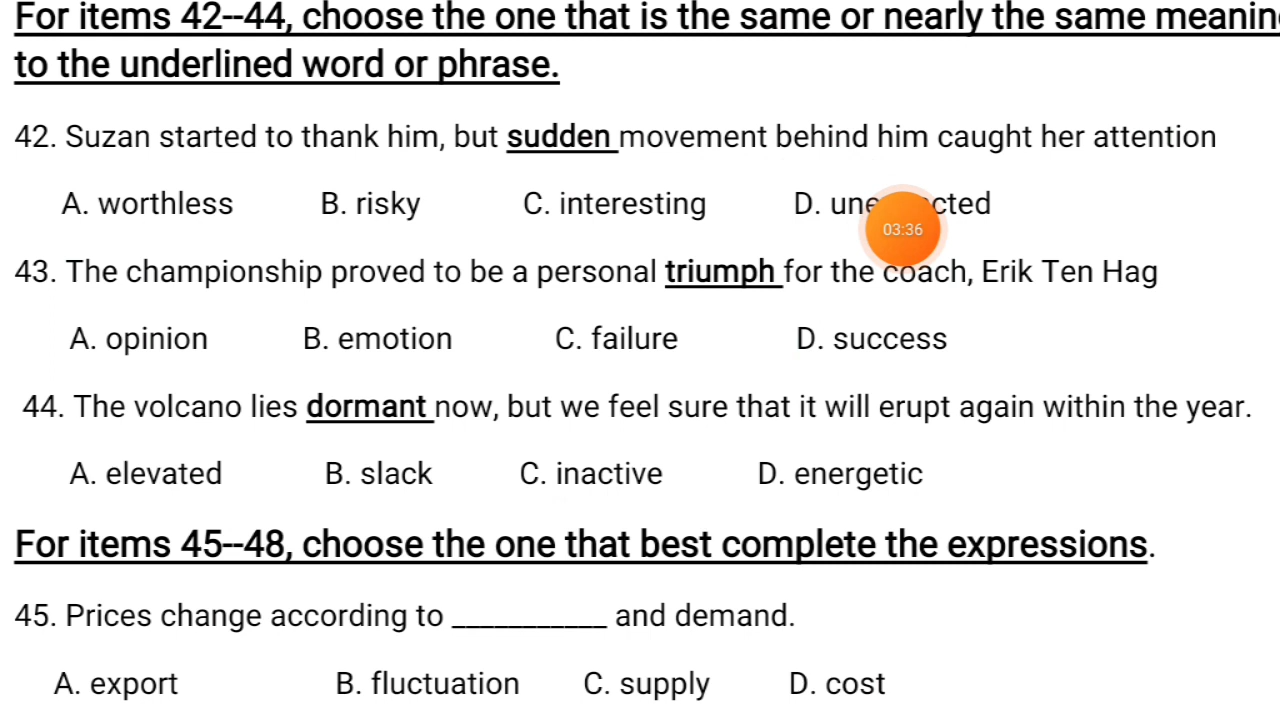 For items 42--44, choose the one that is the same or nearly the same
to the underlined word or phrase.
42. Suzan started to thank him, but sudden movement behind him caught her attention
A. worthless B. risky C. interesting D.
03:36
43. The championship proved to be a personal triumph for the coach, Erik Ten Hag
A. opinion B. emotion C. failure D. success
44. The volcano lies dormant now, but we feel sure that it will erupt again within the year.
A. elevated B. slack C. inactive D. energetic
For items 45--48, choose the one that best complete the expressions.
45. Prices change according to ___________ and demand.
A. export B. fluctuation C. supply D. cost